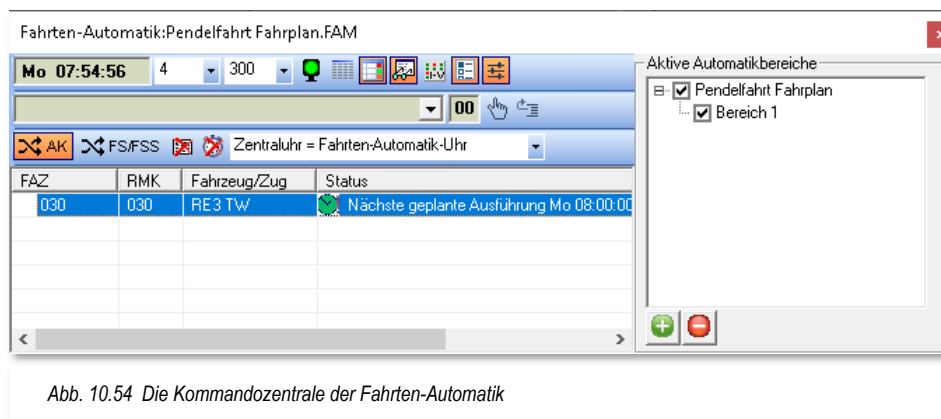 Fahrten-Automatik:Pendelfahrt Fahrplan.FAM
Mo 07:54:56 4 300
00
AK FS/FSS Zentraluhr = Fahrten-Automatik-Uhr
FAZ RMK Fahrzeug/Zug Status
030 030 RE3 TW Nächste geplante Ausführung Mo 08:00:00
Aktive Automatikbereiche
Pendelfahrt Fahrplan
Bereich 1
Abb. 10.54 Die Kommandozentrale der Fahrten-Automatik